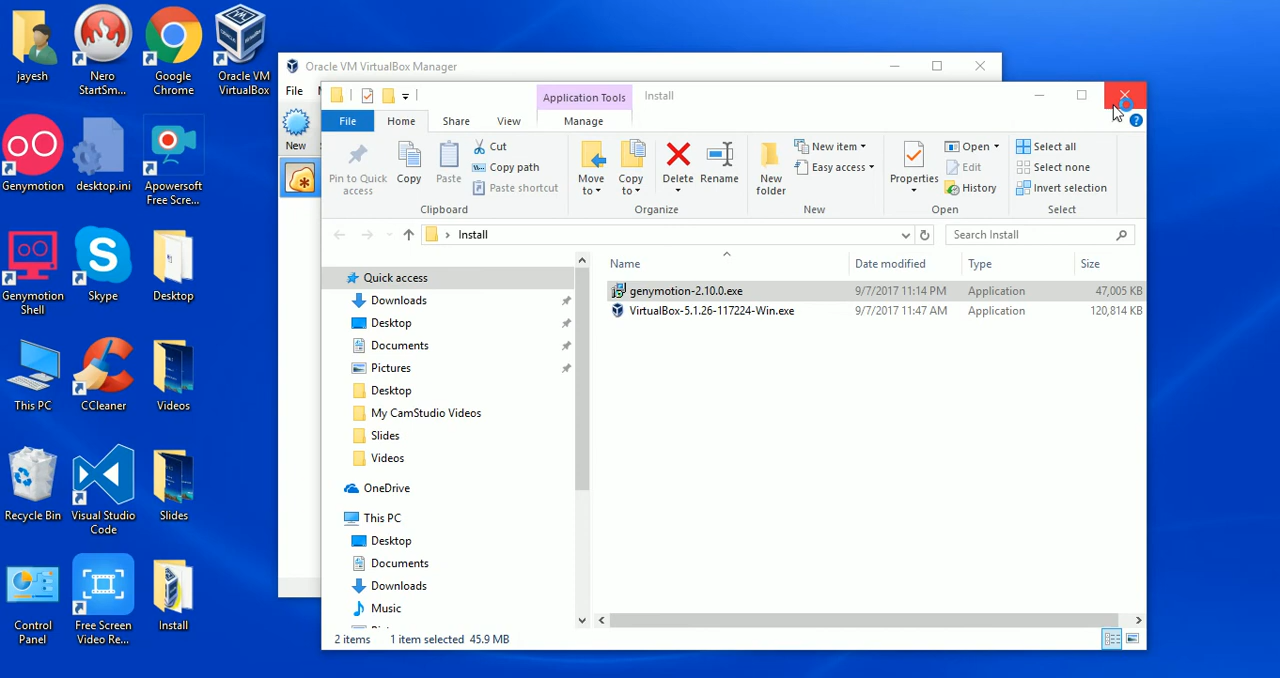 jayesh
Nero
StartSm...
Google
Chrome
Oracle VM
VirtualBox
Genymotion
desktop.ini
Apowersoft
Free Scre...
Genymotion
Shell
Skype
Desktop
This PC
CCleaner
Videos
Recycle Bin
Visual Studio
Code
Slides
Control
Panel
Free Screen
Video Re...
Install
Oracle VM VirtualBox Manager
File
New
Application Tools
Install
File
Home
Share
View
Manage
Pin to Quick
access
Copy
Paste
Cut
Copy path
Paste shortcut
Clipboard
Move
to
Copy
to
Delete
Rename
Organize
New
folder
New item
Easy access
New
Properties
Open
Edit
History
Open
Select all
Select none
Invert selection
Select
Install
Search Install
Quick access
Downloads
Desktop
Documents
Pictures
Desktop
My CamStudio Videos
Slides
Videos
OneDrive
This PC
Desktop
Documents
Downloads
Music
Name
Date modified
Type
Size
genymotion-2.10.0.exe
9/7/2017 11:14 PM
Application
47,005 KB
VirtualBox-5.1.26-117224-Win.exe
9/7/2017 11:47 AM
Application
120,814 KB
2 items
1 item selected 45.9 MB